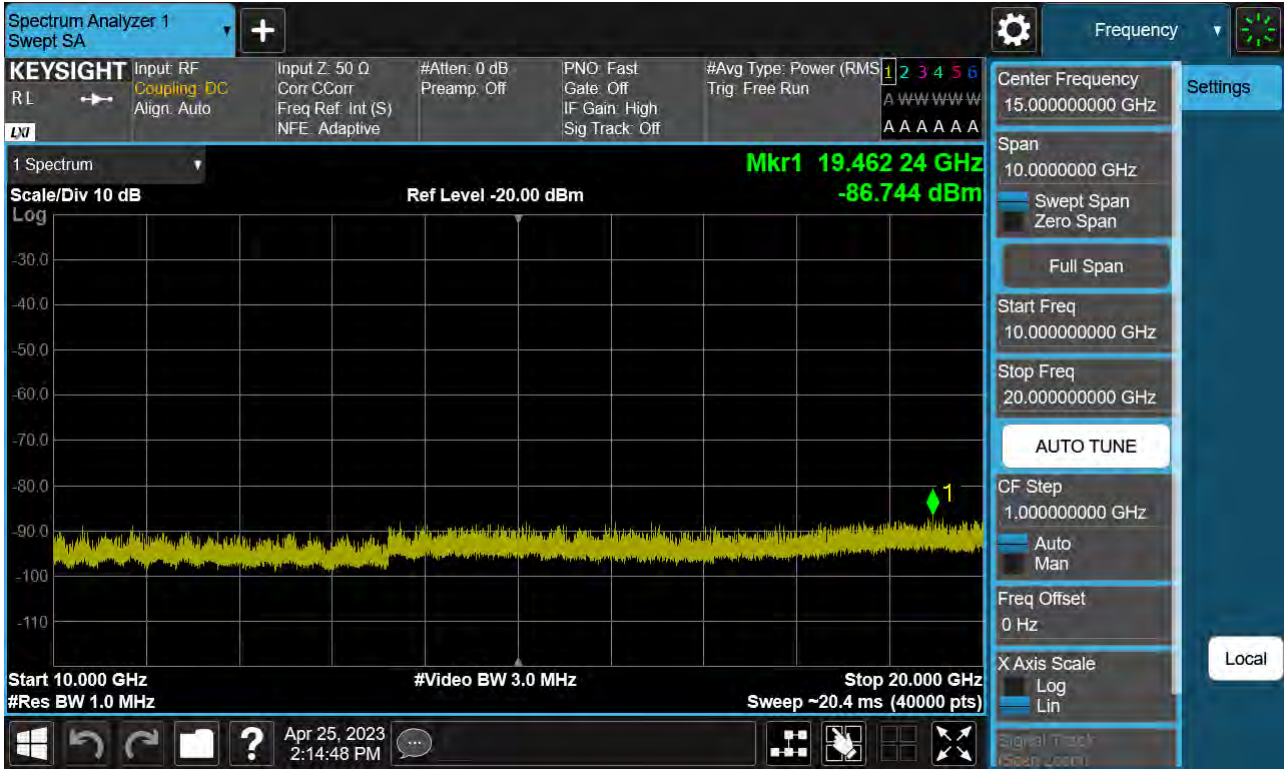 Spectrum Analyzer 1
Swept SA
Frequency
KEYSIGHT
R L
LXI
Input: RF
Coupling: DC
Align: Auto
Input Z: 50 Ω
Corr CCorr
Freq Ref: Int (S)
NFE: Adaptive
#Atten: 0 dB
Preamp: Off
PNO: Fast
Gate: Off
IF Gain: High
Sig Track: Off
#Avg Type: Power (RMS
Trig: Free Run
1 2 3 4 5 6
A W W W W W
A A A A A A
1 Spectrum
Mkr1 19.462 24 GHz
Scale/Div 10 dB
Ref Level -20.00 dBm
-86.744 dBm
Log
-30.0
-40.0
-50.0
-60.0
-70.0
-80.0
1
-90.0
-100
-110
Start 10.000 GHz
#Video BW 3.0 MHz
Stop 20.000 GHz
#Res BW 1.0 MHz
Sweep ~20.4 ms (40000 pts)
Center Frequency
15.000000000 GHz
Settings
Span
10.0000000 GHz
Swept Span
Zero Span
Full Span
Start Freq
10.000000000 GHz
Stop Freq
20.000000000 GHz
AUTO TUNE
CF Step
1.000000000 GHz
Auto
Man
Freq Offset
0 Hz
X Axis Scale
Log
Lin
Local
Signal Track
(Span Zoom)
?
Apr 25, 2023
2:14:48 PM